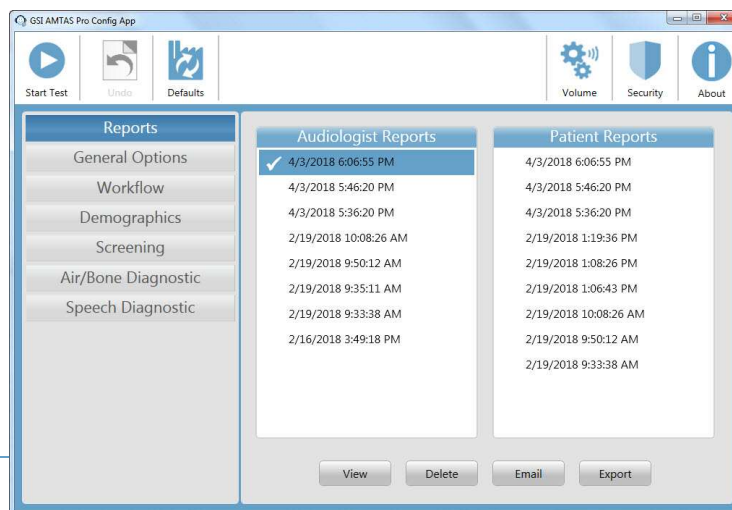 GSI AMTAS Pro Config App
Start Test
Undo
Defaults
Volume
Security
About
Reports
General Options
Workflow
Demographics
Screening
Air/Bone Diagnostic
Speech Diagnostic
Audiologist Reports
4/3/2018 6:06:55 PM
4/3/2018 5:46:20 PM
4/3/2018 5:36:20 PM
2/19/2018 10:08:26 AM
2/19/2018 9:50:12 AM
2/19/2018 9:35:11 AM
2/19/2018 9:33:38 AM
2/16/2018 3:49:18 PM
Patient Reports
4/3/2018 6:06:55 PM
4/3/2018 5:46:20 PM
4/3/2018 5:36:20 PM
2/19/2018 1:19:36 PM
2/19/2018 1:08:26 PM
2/19/2018 1:06:43 PM
2/19/2018 10:08:26 AM
2/19/2018 9:50:12 AM
2/19/2018 9:33:38 AM
View
Delete
Email
Export